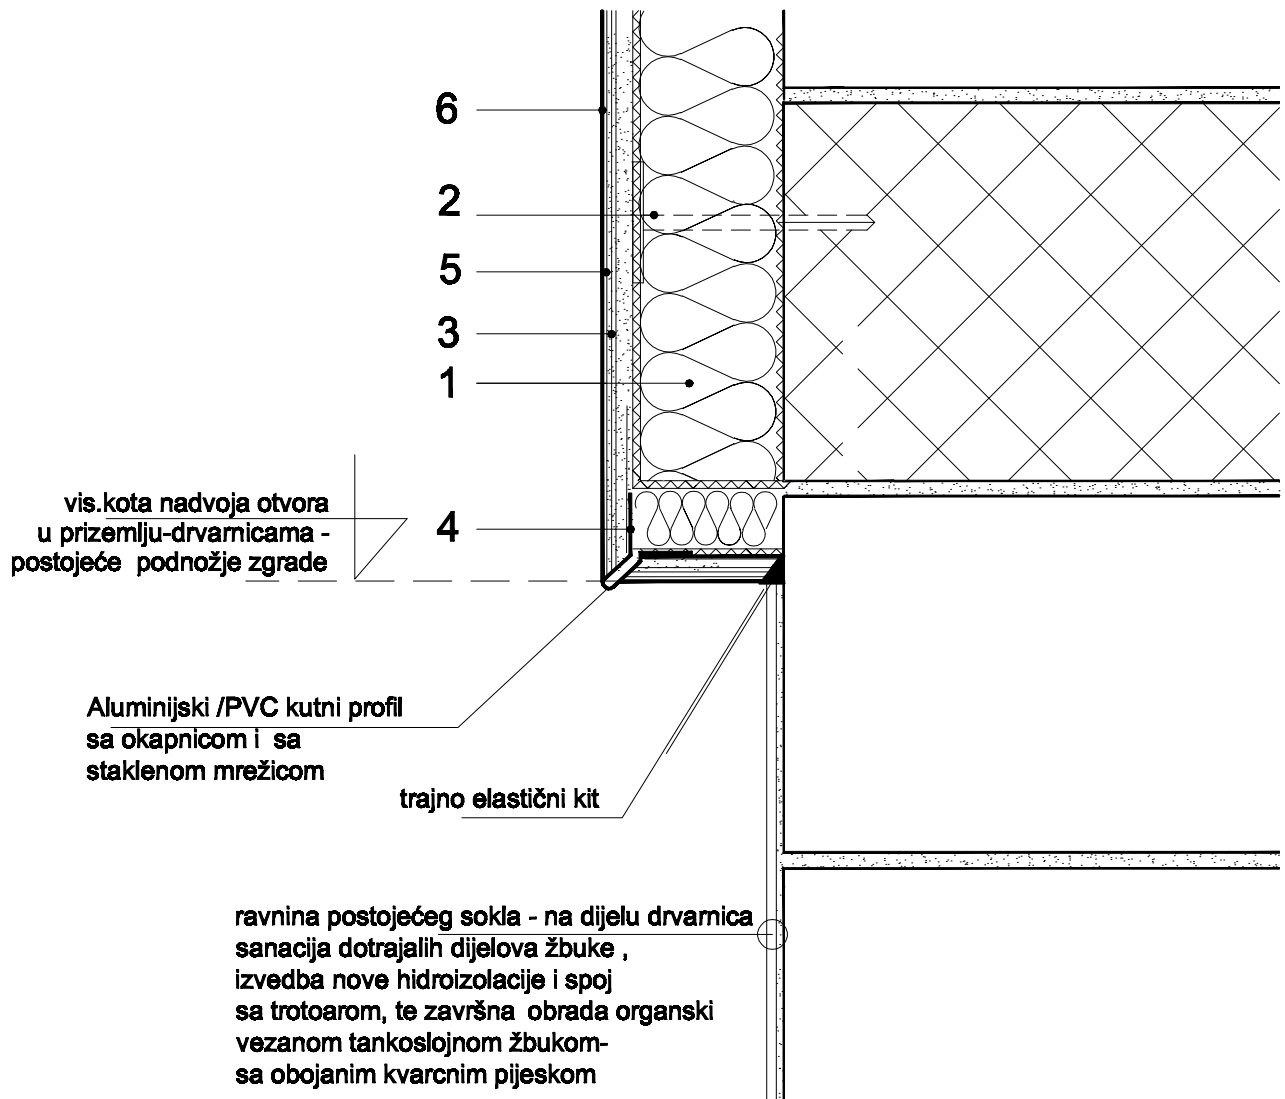 6
2
5
3
1
vis.kota nadvoja otvora
u prizemlju-drvarnicama -
postojeće podnožje zgrade
4
Aluminijski /PVC kutni profil
sa okapnicom i sa
staklenom mrežicom
trajno elastični kit
ravnina postojećeg sokla - na dijelu drvarnica
sanacija dotrajalih dijelova žbuke ,
izvedba nove hidroizolacije i spoj
sa trotoarom, te završna obrada organski
vezanom tankoslojnom žbukom-
sa obojanim kvarcnim pijeskom